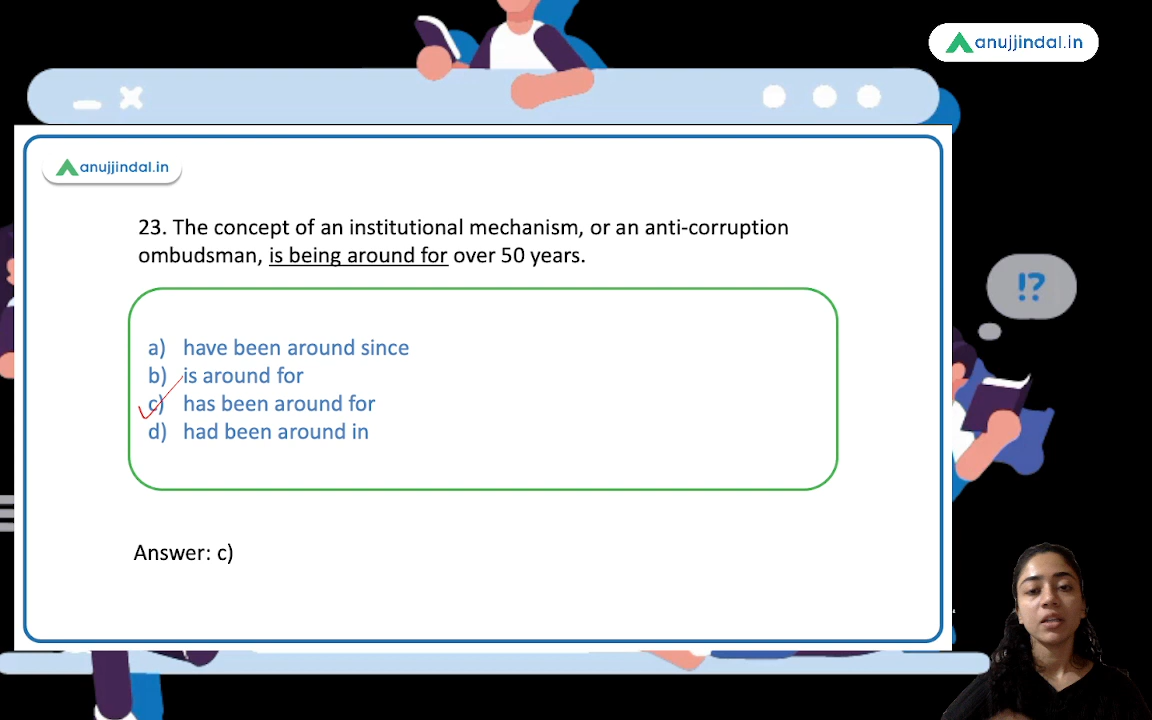 anujjindal.in
anujjindal.in
23. The concept of an institutional mechanism, or an anti-corruption
ombudsman, is being around for over 50 years.
!?
a) have been around since
b) is around for
c) has been around for
d) had been around in
Answer: c)